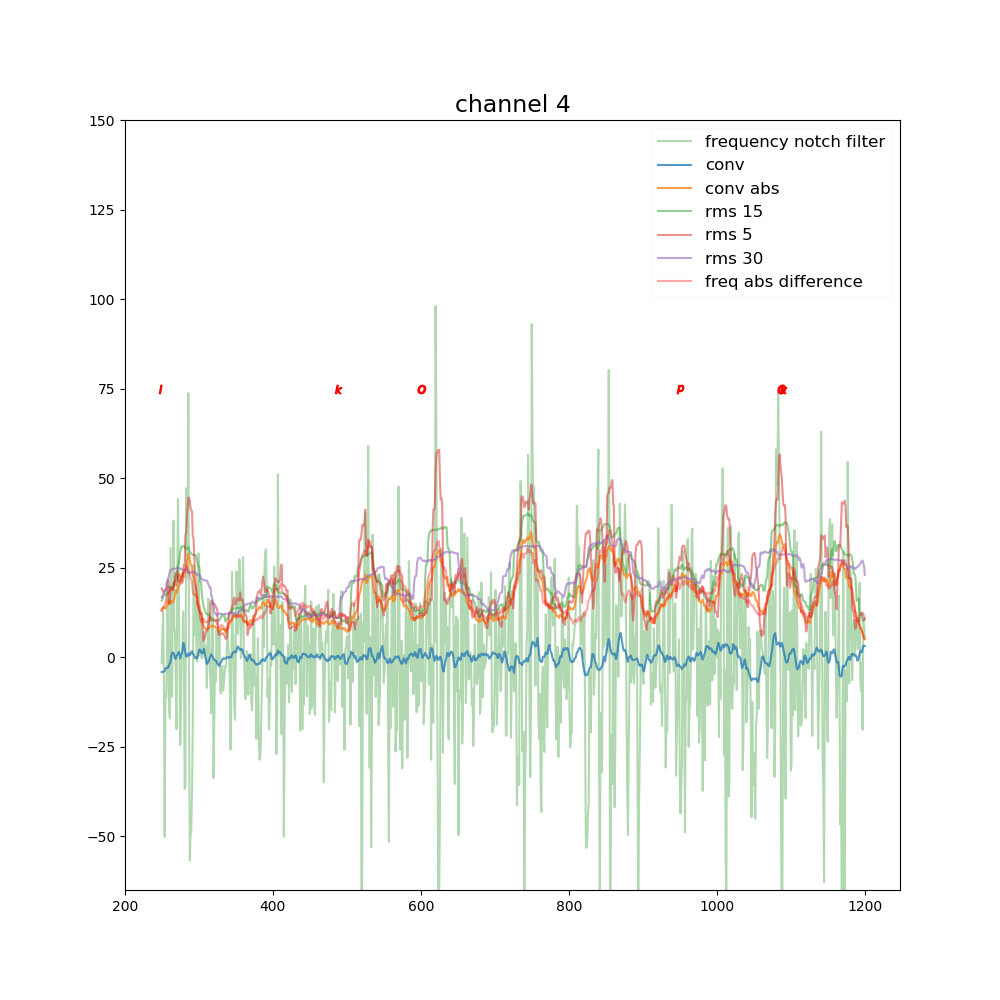 channel 4
150
frequency notch filter
conv
conv abs
rms 15
rms 5
rms 30
freq abs difference
125
100
75
l k O p
50
25
0
−25
−50
200 400 600 800 1000 1200